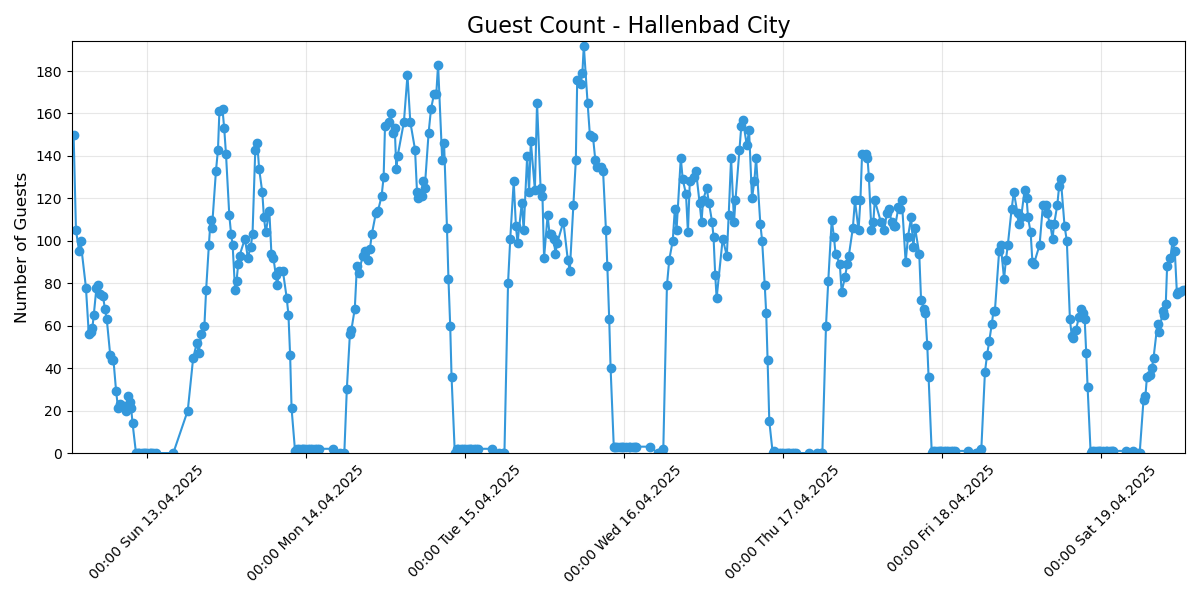 Guest Count - Hallenbad City
Number of Guests
180
160
140
120
100
80
60
40
20
0
00:00 Sun 13.04.2025
00:00 Mon 14.04.2025
00:00 Tue 15.04.2025
00:00 Wed 16.04.2025
00:00 Thu 17.04.2025
00:00 Fri 18.04.2025
00:00 Sat 19.04.2025